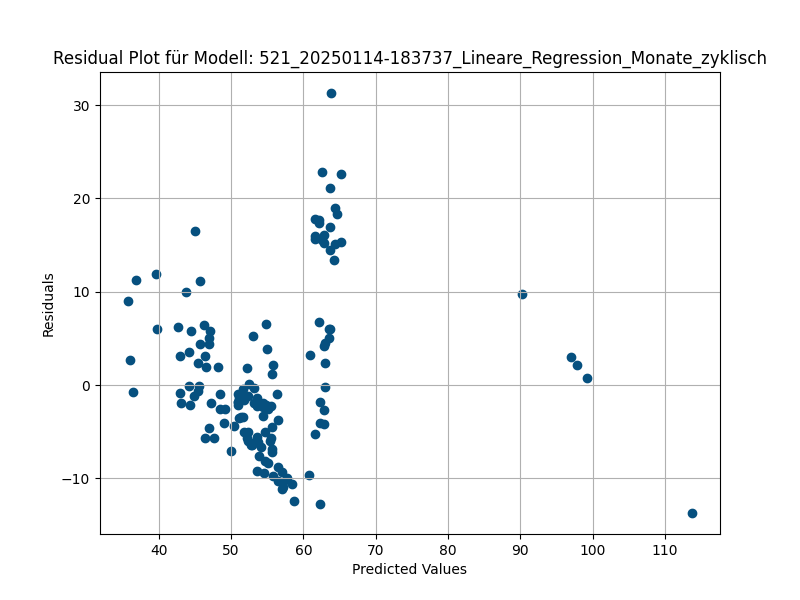 Residual Plot für Modell: 521_20250114-183737_Lineare_Regression_Monate_zyklisch
30
20
10
0
−10
Residuals
40 50 60 70 80 90 100 110
Predicted Values